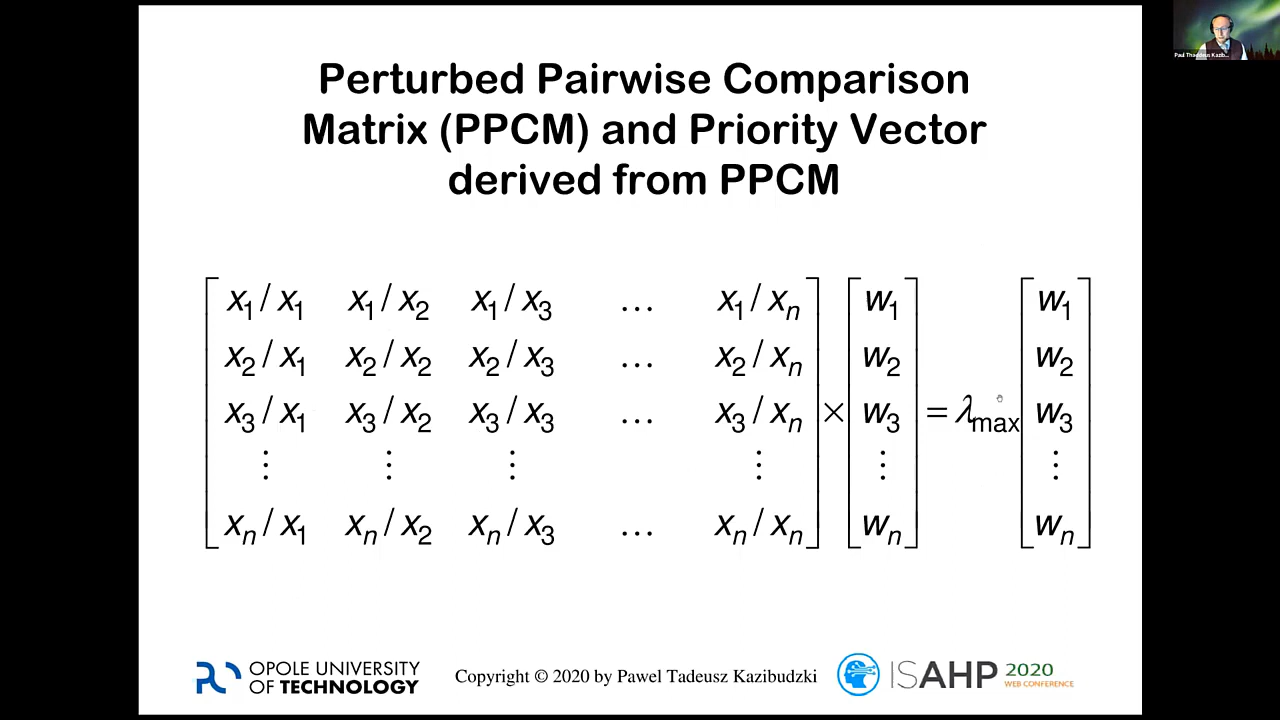 Perturbed Pairwise Comparison
Matrix (PPCM) and Priority Vector
derived from PPCM
x₁ / x₁ x₁ / x₂ x₁ / x₃ … x₁ / xₙ w₁ w₁
x₂ / x₁ x₂ / x₂ x₂ / x₃ … x₂ / xₙ w₂ w₂
x₃ / x₁ x₃ / x₂ x₃ / x₃ … x₃ / xₙ × w₃ = λmax w₃
⋮ ⋮ ⋮ ⋮ ⋮ ⋮
xₙ / x₁ xₙ / x₂ xₙ / x₃ … xₙ / xₙ wₙ wₙ
OPOLE UNIVERSITY
OF TECHNOLOGY
Copyright © 2020 by Pawel Tadeusz Kazibudzki
ISAHP 2020
WEB CONFERENCE